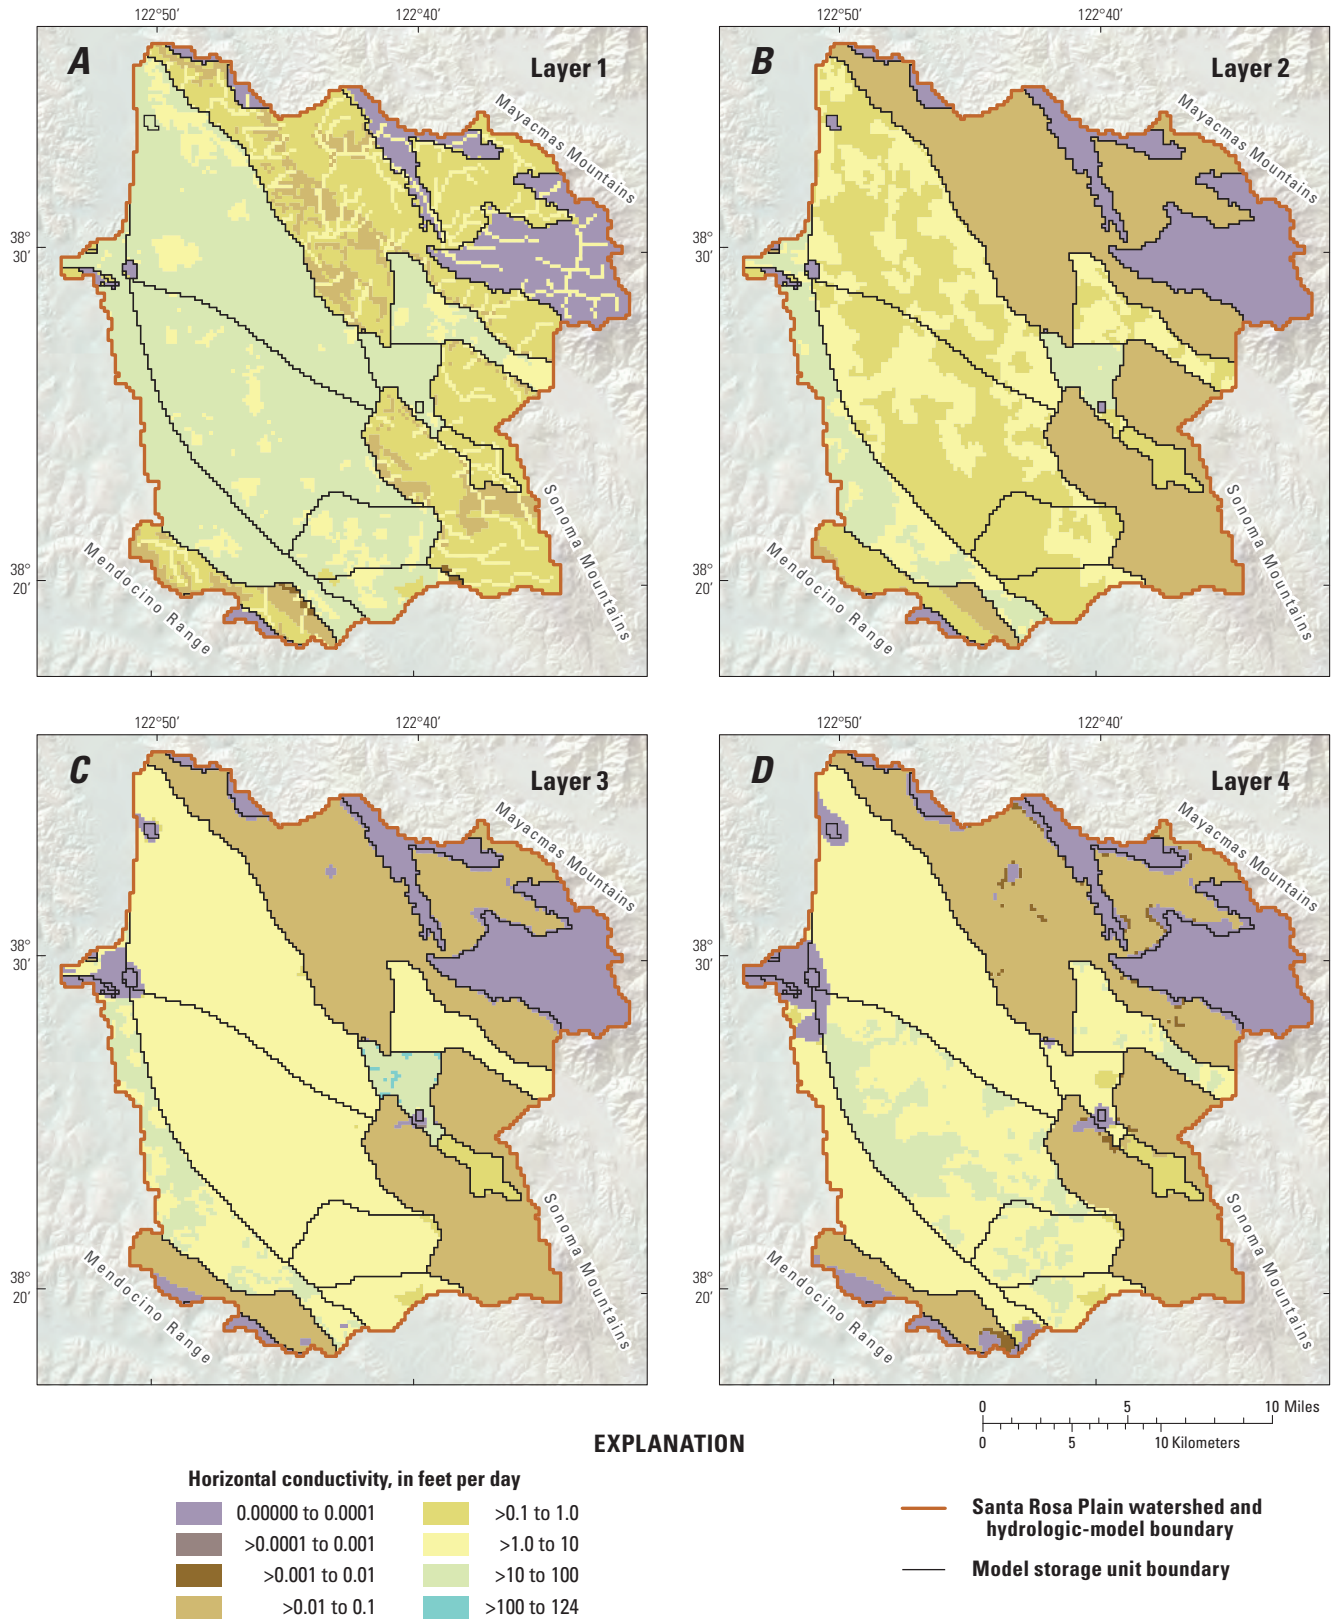 122°50′
122°40′
A
Layer 1
Mayacmas Mountains
38°
30′
38°
20′
Mendocino Range
Sonoma Mountains
122°50′
122°40′
B
Layer 2
Mayacmas Mountains
38°
30′
38°
20′
Mendocino Range
Sonoma Mountains
122°50′
122°40′
C
Layer 3
Mayacmas Mountains
38°
30′
38°
20′
Mendocino Range
Sonoma Mountains
122°50′
122°40′
D
Layer 4
Mayacmas Mountains
38°
30′
38°
20′
Mendocino Range
Sonoma Mountains
0 5 10 Miles
0 5 10 Kilometers
EXPLANATION
Horizontal conductivity, in feet per day
0.00000 to 0.0001
>0.0001 to 0.001
>0.001 to 0.01
>0.01 to 0.1
>0.1 to 1.0
>1.0 to 10
>10 to 100
>100 to 124
Santa Rosa Plain watershed and
hydrologic-model boundary
Model storage unit boundary